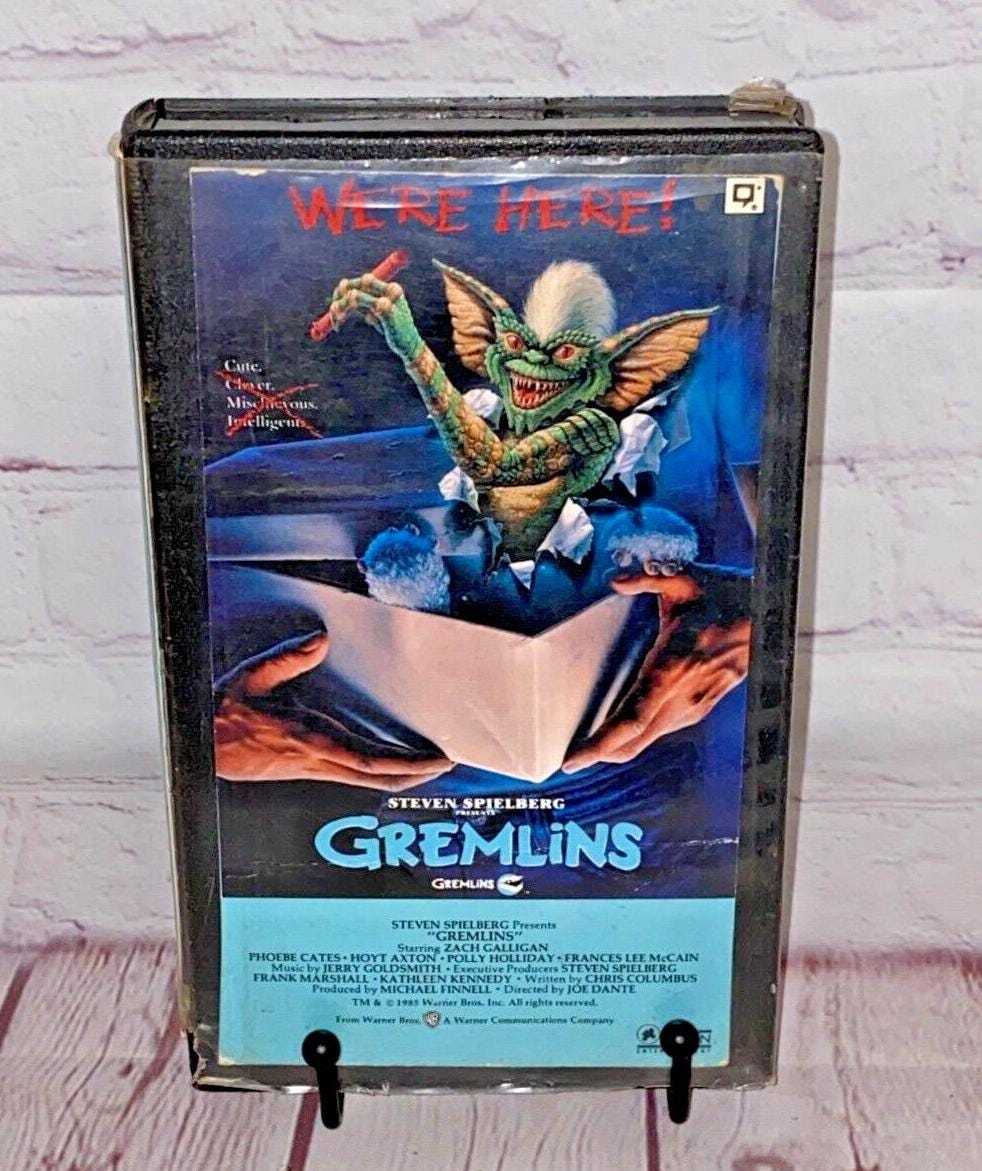 WE'RE HERE!
Cute.
Clever.
Mischievous.
Intelligent.
STEVEN SPIELBERG
PRESENTS
GREMLiNS
GREMLiNS
TM
STEVEN SPIELBERG Presents
"GREMLINS"
Starring ZACH GALLIGAN
PHOEBE CATES • HOYT AXTON • POLLY HOLLIDAY • FRANCES LEE McCAIN
Music by JERRY GOLDSMITH • Executive Producers STEVEN SPIELBERG
FRANK MARSHALL • KATHLEEN KENNEDY • Written by CHRIS COLUMBUS
Produced by MICHAEL FINNELL • Directed by JOE DANTE
TM & © 1985 Warner Bros. Inc. All rights reserved.
From Warner Bros. WB A Warner Communications Company